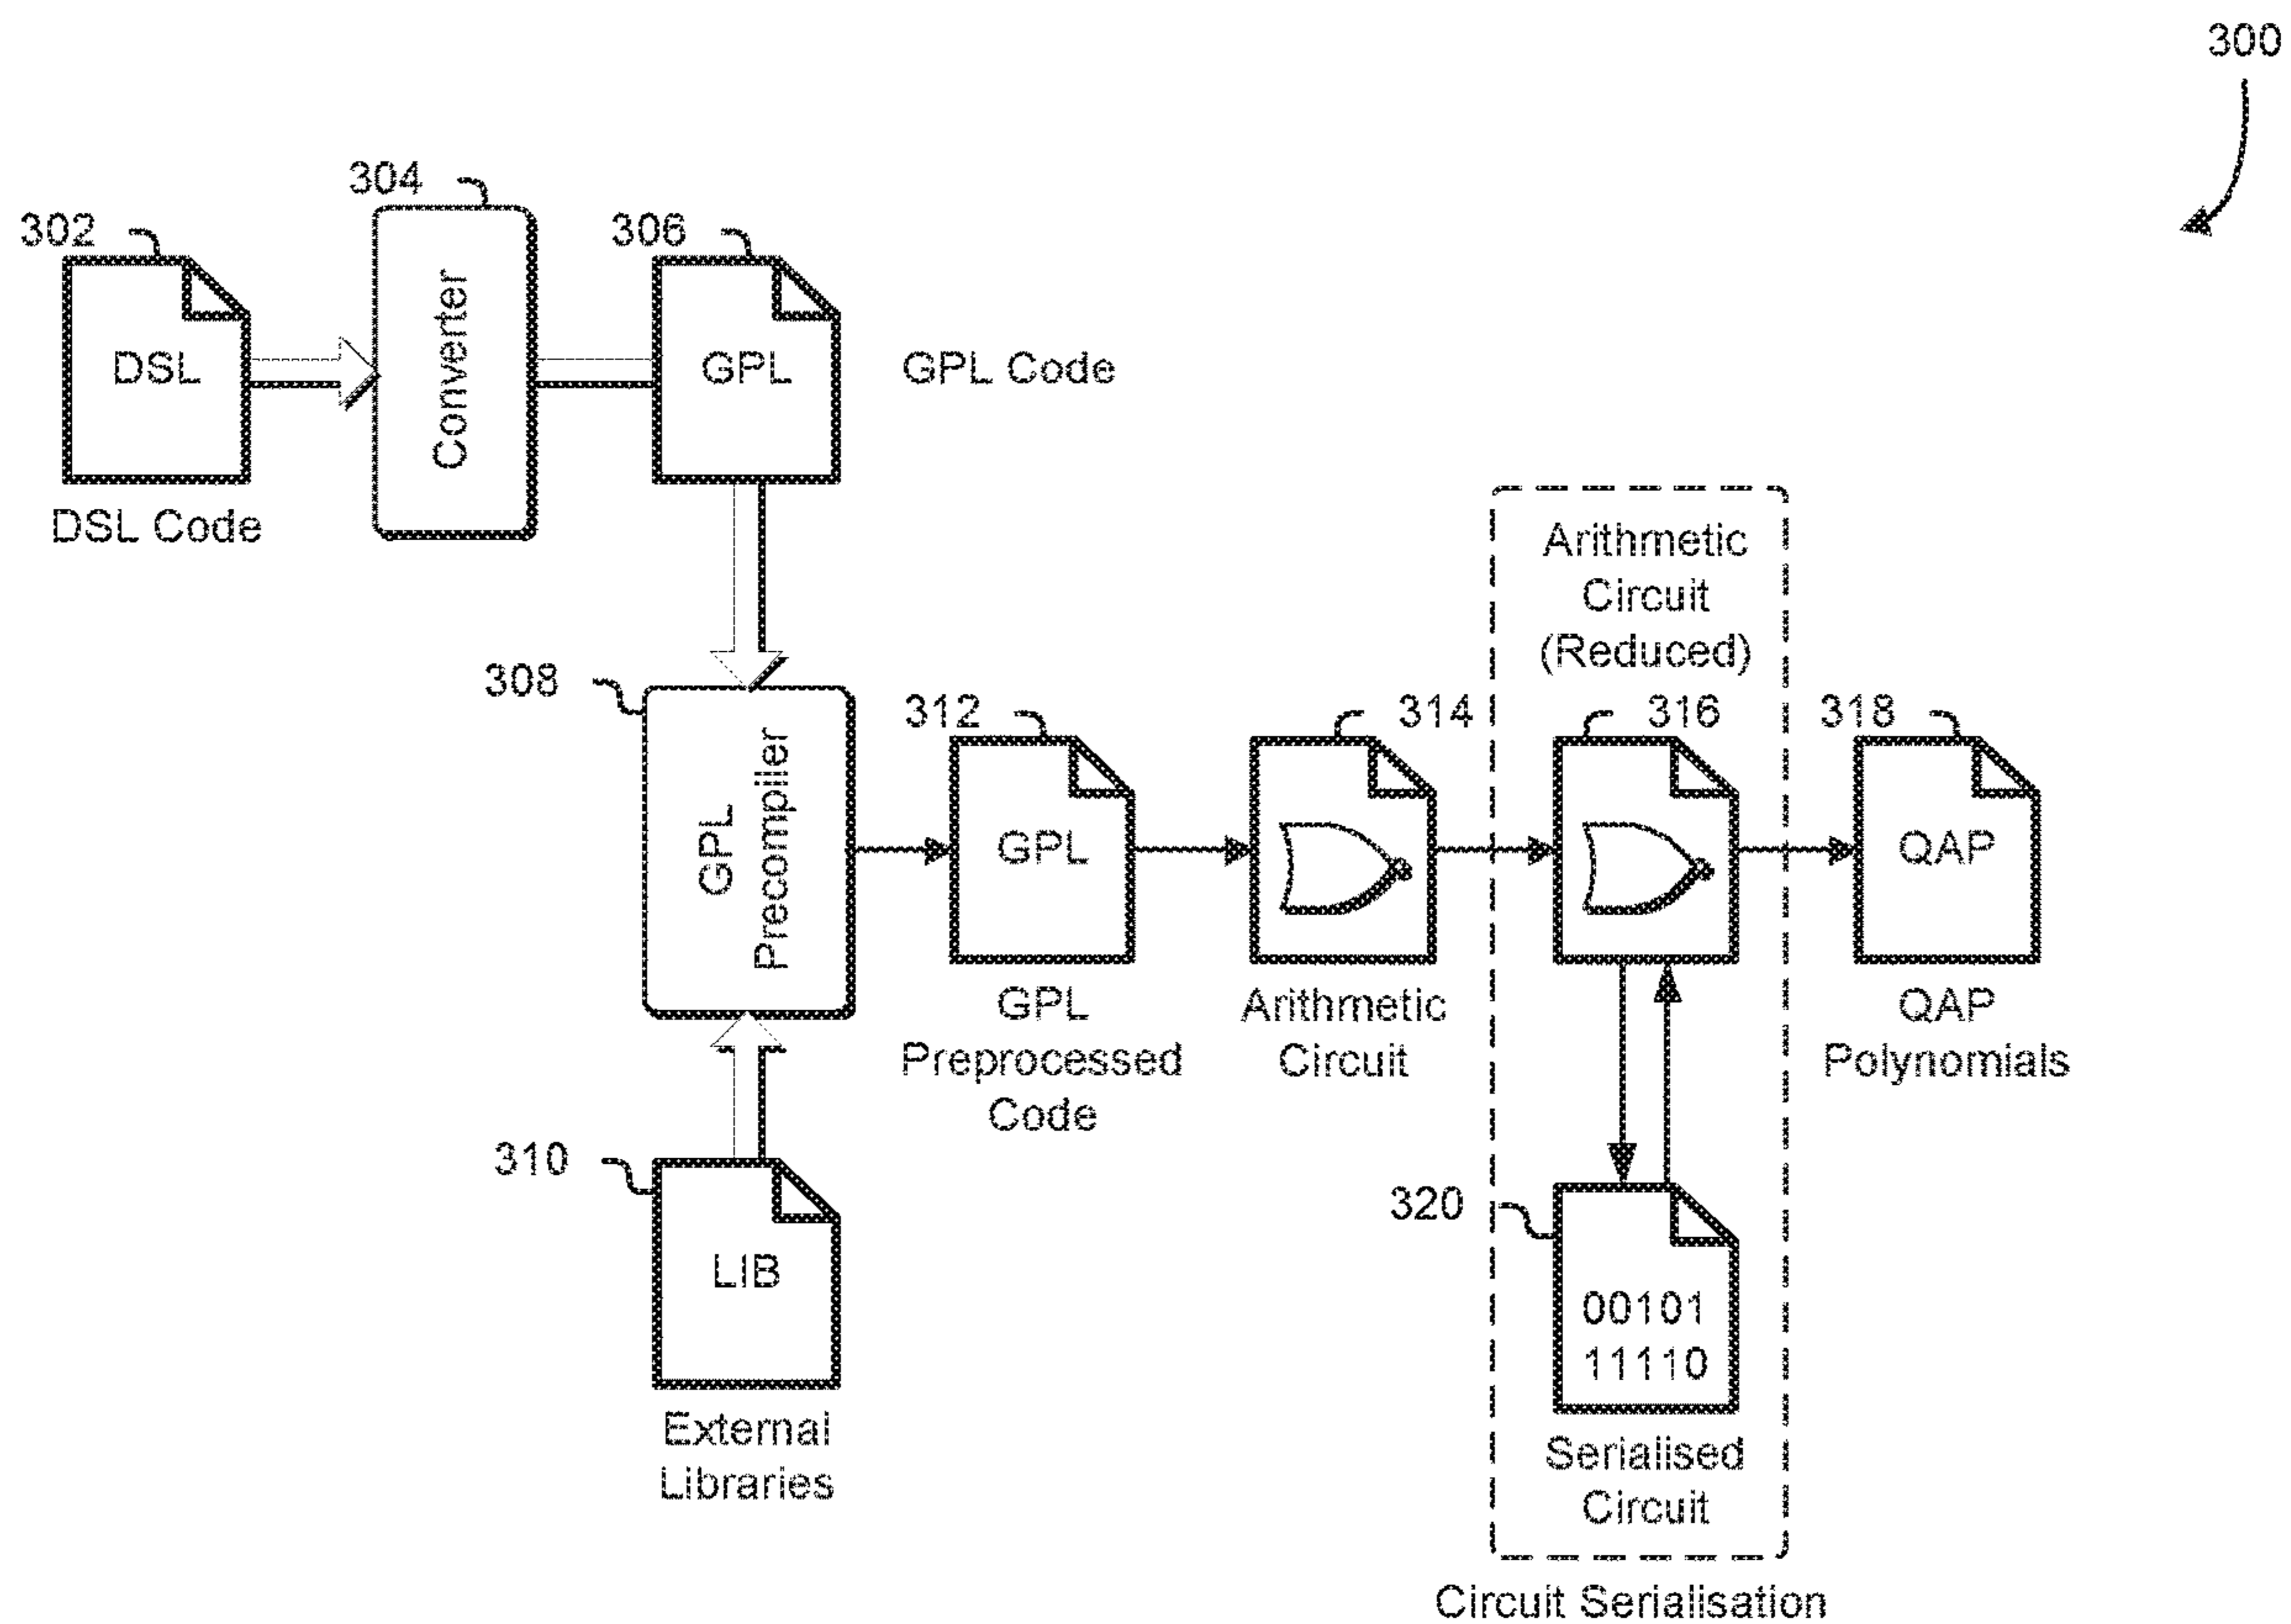 300
304
302
306
DSL
Converter
GPL
GPL Code
DSL Code
Arithmetic
Circuit
(Reduced)
308
312
314
316
318
GPL
Precompiler
GPL
QAP
GPL
Preprocessed
Code
Arithmetic
Circuit
QAP
Polynomials
310
LIB
External
Libraries
320
00101
11110
Serialised
Circuit
Circuit Serialisation